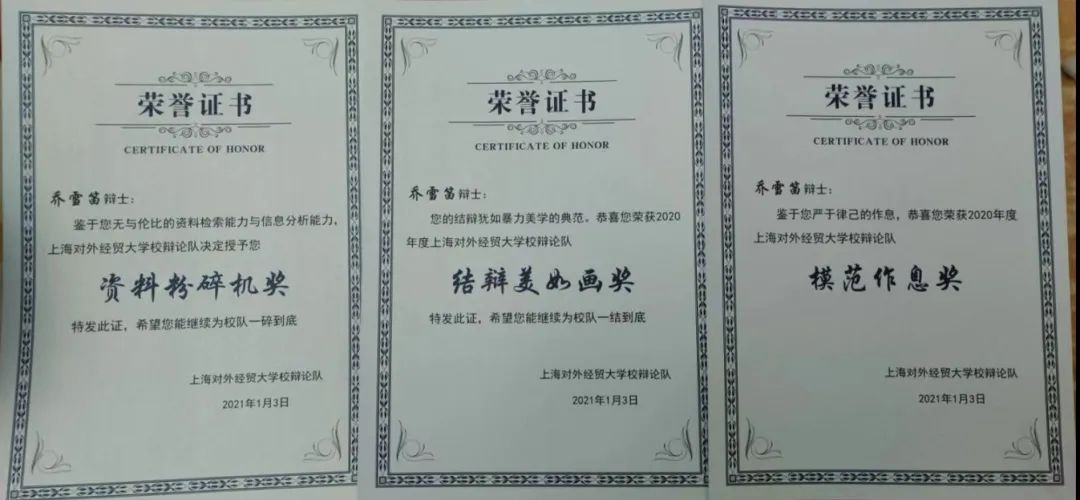 荣誉证书
CERTIFICATE OF HONOR
乔雪笛辩士：
鉴于您无与伦比的资料检索能力与信息分析能力，
上海对外经贸大学校辩论队决定授予您
资料粉碎机奖
特发此证，希望您能继续为校队一碎到底
上海对外经贸大学校辩论队
2021年1月3日
荣誉证书
CERTIFICATE OF HONOR
乔雪笛辩士：
您的结辩犹如暴力美学的典范。恭喜您荣获2020
年度上海对外经贸大学校辩论队
结辩美如画奖
特发此证，希望您能继续为校队一结到底
上海对外经贸大学校辩论队
2021年1月3日
荣誉证书
CERTIFICATE OF HONOR
乔雪笛辩士：
鉴于您严于律己的作息，恭喜您荣获2020年度
上海对外经贸大学校辩论队
模范作息奖
上海对外经贸大学校辩论队
2021年1月3日